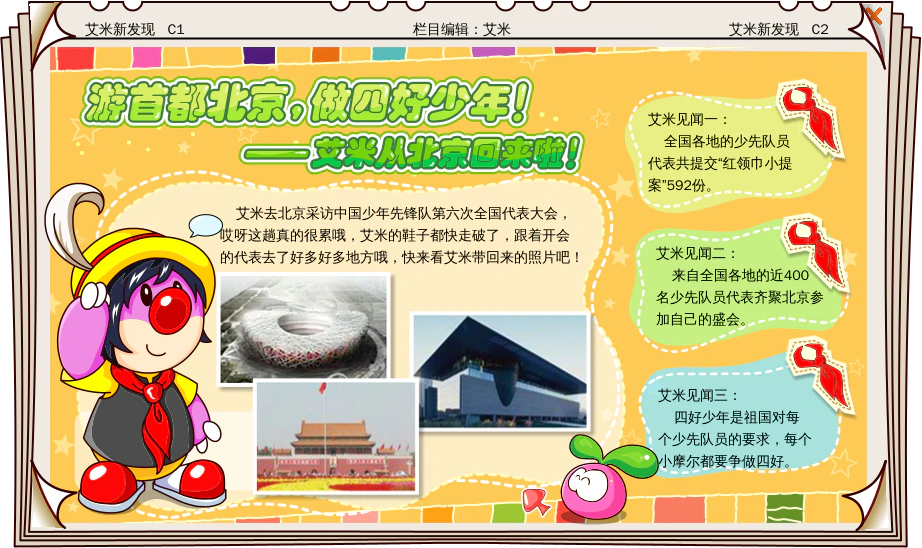 艾米新发现 C1
栏目编辑：艾米
艾米新发现 C2
游首都北京，做四好少年！
——艾米从北京回来啦！
艾米去北京采访中国少年先锋队第六次全国代表大会，
哎呀这趟真的很累哦，艾米的鞋子都快走破了，跟着开会
的代表去了好多好多地方哦，快来看艾米带回来的照片吧！
艾米见闻一：
全国各地的少先队员
代表共提交“红领巾小提
案”592份。
艾米见闻二：
来自全国各地的近400
名少先队员代表齐聚北京参
加自己的盛会。
艾米见闻三：
四好少年是祖国对每
个少先队员的要求，每个
小摩尔都要争做四好。